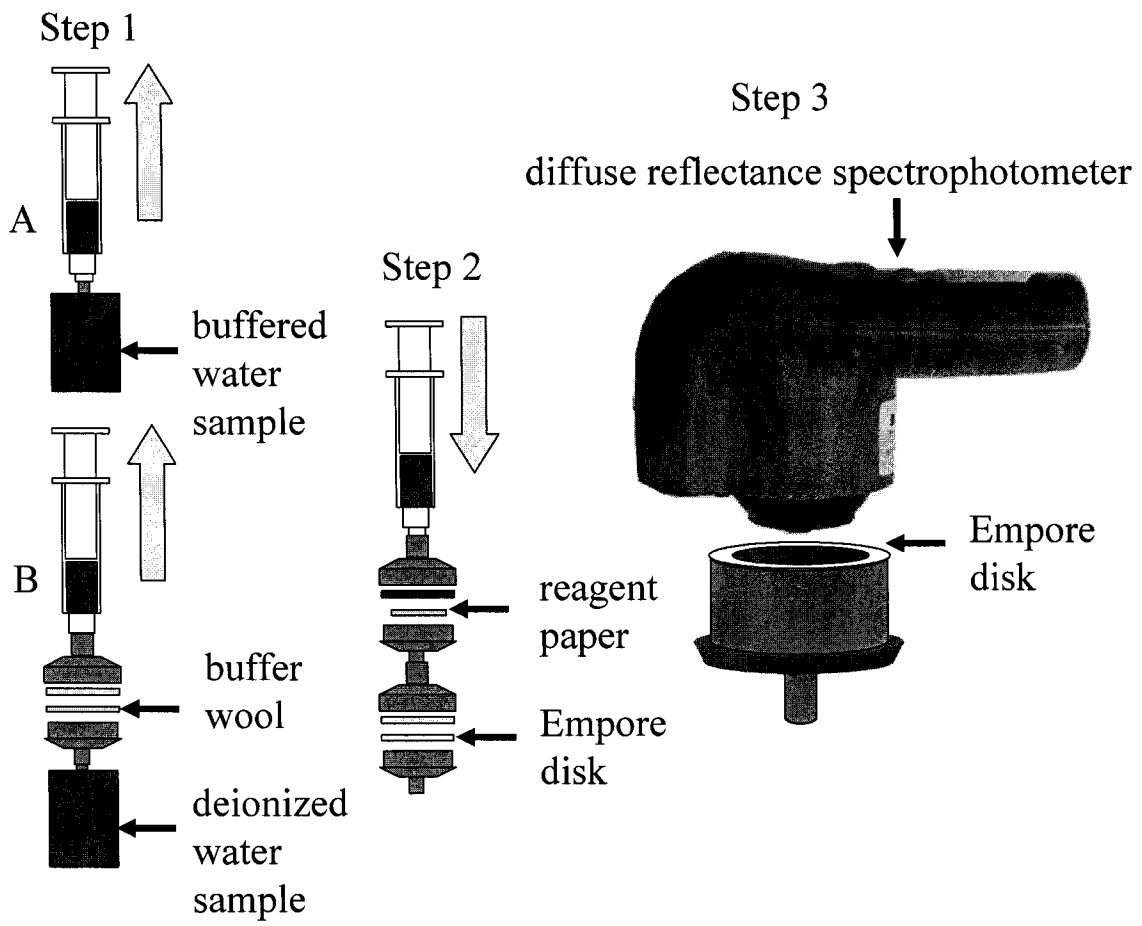 Step 1
A
buffered
water
sample
B
buffer
wool
deionized
water
sample
Step 2
reagent
paper
Empore
disk
Step 3
diffuse reflectance spectrophotometer
Empore
disk